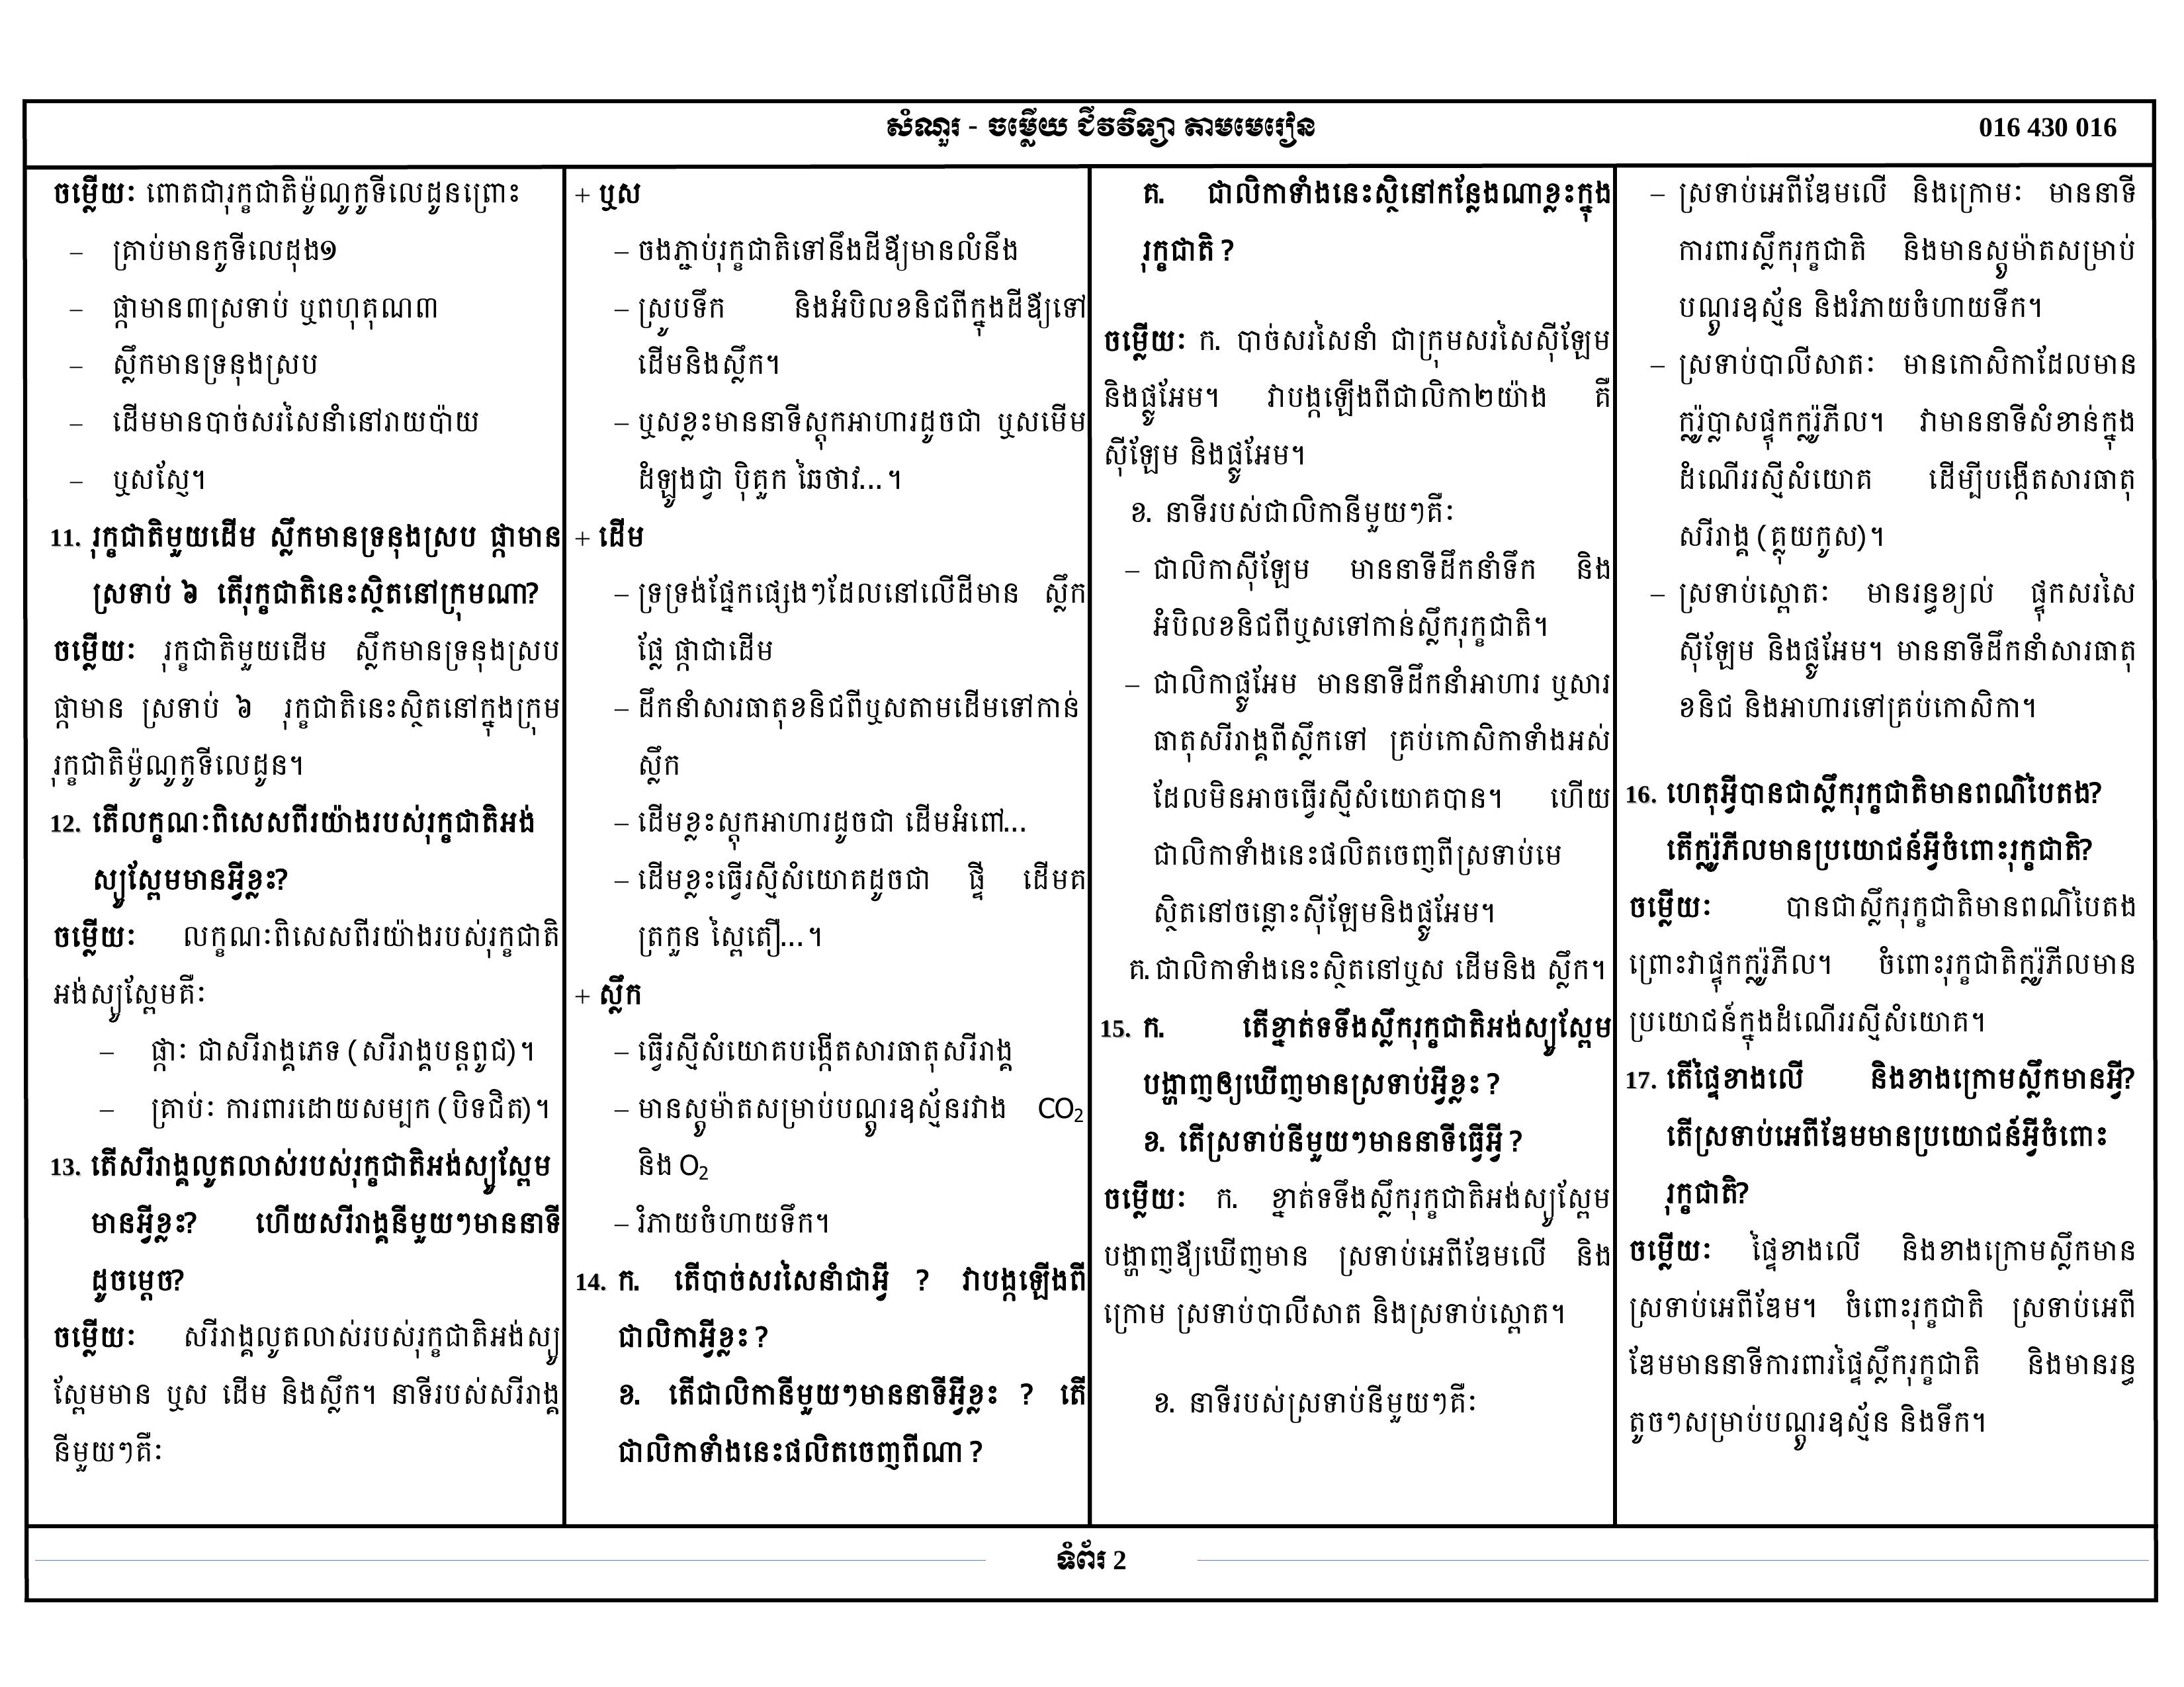 សំណួរ - ចម្លើយ ជីវវិទ្យា តាមមេរៀន
016 430 016
ចម្លើយៈ ពោតជារុក្ខជាតិម៉ូណូកូទីលេដូនព្រោះ
– គ្រាប់មានកូទីលេដុង១
– ផ្កាមាន៣ស្រទាប់ ឬពហុគុណ៣
– ស្លឹកមានទ្រនុងស្រប
– ដើមមានបាច់សរសៃនាំនៅរាយប៉ាយ
– ឬសស្ញែ។
11. រុក្ខជាតិមួយដើម ស្លឹកមានទ្រនុងស្រប ផ្កាមាន
ស្រទាប់ ៦ តើរុក្ខជាតិនេះស្ថិតនៅក្រុមណា?
ចម្លើយៈ រុក្ខជាតិមួយដើម ស្លឹកមានទ្រនុងស្រប
ផ្កាមាន ស្រទាប់ ៦ រុក្ខជាតិនេះស្ថិតនៅក្នុងក្រុម
រុក្ខជាតិម៉ូណូកូទីលេដូន។
12. តើលក្ខណៈពិសេសពីរយ៉ាងរបស់រុក្ខជាតិអង់
ស្យូស្ពែមមានអ្វីខ្លះ?
ចម្លើយៈ លក្ខណៈពិសេសពីរយ៉ាងរបស់រុក្ខជាតិ
អង់ស្យូស្ពែមគឺៈ
– ផ្កាៈ ជាសរីរាង្គភេទ (សរីរាង្គបន្តពូជ)។
– គ្រាប់ៈ ការពារដោយសម្បក (បិទជិត)។
13. តើសរីរាង្គលូតលាស់របស់រុក្ខជាតិអង់ស្យូស្ពែម
មានអ្វីខ្លះ? ហើយសរីរាង្គនីមួយៗមាននាទី
ដូចម្តេច?
ចម្លើយៈ សរីរាង្គលូតលាស់របស់រុក្ខជាតិអង់ស្យូ
ស្ពែមមាន ឬស ដើម និងស្លឹក។ នាទីរបស់សរីរាង្គ
នីមួយៗគឺៈ
+ ឬស
– ចងភ្ជាប់រុក្ខជាតិទៅនឹងដីឪ្យមានលំនឹង
– ស្រូបទឹក និងអំបិលខនិជពីក្នុងដីឪ្យទៅ
ដើមនិងស្លឹក។
– ឬសខ្លះមាននាទីស្តុកអាហារដូចជា ឬសមើម
ដំឡូងជ្វា ប៉ិគួក ឆៃថាវ...។
+ ដើម
– ទ្រទ្រង់ផ្នែកផ្សេងៗដែលនៅលើដីមាន ស្លឹក
ផ្លែ ផ្កាជាដើម
– ដឹកនាំសារធាតុខនិជពីឬសតាមដើមទៅកាន់
ស្លឹក
– ដើមខ្លះស្តុកអាហារដូចជា ដើមអំពៅ...
– ដើមខ្លះធ្វើរស្មីសំយោគដូចជា ផ្ទី ដើមគ
ត្រកួន ស្ពៃតឿ...។
+ ស្លឹក
– ធ្វើរស្មីសំយោគបង្កើតសារធាតុសរីរាង្គ
– មានស្តូម៉ាតសម្រាប់បណ្តូរឧស្ម័នរវាង CO₂
និង O₂
– រំភាយចំហាយទឹក។
14. ក. តើបាច់សរសៃនាំជាអ្វី ? វាបង្កឡើងពី
ជាលិកាអ្វីខ្លះ ?
ខ. តើជាលិកានីមួយៗមាននាទីអ្វីខ្លះ ? តើ
ជាលិកាទាំងនេះផលិតចេញពីណា ?
គ. ជាលិកាទាំងនេះស្ថិនៅកន្លែងណាខ្លះក្នុង
រុក្ខជាតិ ?
ចម្លើយៈ ក. បាច់សរសៃនាំ ជាក្រុមសរសៃស៊ីឡែម
និងផ្លូអែម។ វាបង្កឡើងពីជាលិកា២យ៉ាង គឺ
ស៊ីឡែម និងផ្លូអែម។
ខ. នាទីរបស់ជាលិកានីមួយៗគឺៈ
– ជាលិកាស៊ីឡែម មាននាទីដឹកនាំទឹក និង
អំបិលខនិជពីឬសទៅកាន់ស្លឹករុក្ខជាតិ។
– ជាលិកាផ្លូអែម មាននាទីដឹកនាំអាហារ ឬសារ
ធាតុសរីរាង្គពីស្លឹកទៅ គ្រប់កោសិកាទាំងអស់
ដែលមិនអាចធ្វើរស្មីសំយោគបាន។ ហើយ
ជាលិកាទាំងនេះផលិតចេញពីស្រទាប់មេ
ស្ថិតនៅចន្លោះស៊ីឡែមនិងផ្លូអែម។
គ. ជាលិកាទាំងនេះស្ថិតនៅឬស ដើមនិង ស្លឹក។
15. ក. តើខ្នាត់ទទឹងស្លឹករុក្ខជាតិអង់ស្យូស្ពែម
បង្ហាញឲ្យឃើញមានស្រទាប់អ្វីខ្លះ ?
ខ. តើស្រទាប់នីមួយៗមាននាទីធ្វើអ្វី ?
ចម្លើយៈ ក. ខ្នាត់ទទឹងស្លឹករុក្ខជាតិអង់ស្យូស្ពែម
បង្ហាញឪ្យឃើញមាន ស្រទាប់អេពីឌែមលើ និង
ក្រោម ស្រទាប់បាលីសាត និងស្រទាប់ស្ពោត។
ខ. នាទីរបស់ស្រទាប់នីមួយៗគឺៈ
– ស្រទាប់អេពីឌែមលើ និងក្រោមៈ មាននាទី
ការពារស្លឹករុក្ខជាតិ និងមានស្តូម៉ាតសម្រាប់
បណ្តូរឧស្ម័ន និងរំភាយចំហាយទឹក។
– ស្រទាប់បាលីសាតៈ មានកោសិកាដែលមាន
ក្លរ៉ូប្លាសផ្ទុកក្លរ៉ូភីល។ វាមាននាទីសំខាន់ក្នុង
ដំណើររស្មីសំយោគ ដើម្បីបង្កើតសារធាតុ
សរីរាង្គ (គ្លុយកូស)។
– ស្រទាប់ស្ពោតៈ មានរន្ធខ្យល់ ផ្ទុកសរសៃ
ស៊ីឡែម និងផ្លូអែម។ មាននាទីដឹកនាំសារធាតុ
ខនិជ និងអាហារទៅគ្រប់កោសិកា។
16. ហេតុអ្វីបានជាស្លឹករុក្ខជាតិមានពណ៌បៃតង?
តើក្លរ៉ូភីលមានប្រយោជន៍អ្វីចំពោះរុក្ខជាតិ?
ចម្លើយៈ បានជាស្លឹករុក្ខជាតិមានពណ៌បៃតង
ព្រោះវាផ្ទុកក្លរ៉ូភីល។ ចំពោះរុក្ខជាតិក្លរ៉ូភីលមាន
ប្រយោជន៍ក្នុងដំណើររស្មីសំយោគ។
17. តើផ្ទៃខាងលើ និងខាងក្រោមស្លឹកមានអ្វី?
តើស្រទាប់អេពីឌែមមានប្រយោជន៍អ្វីចំពោះ
រុក្ខជាតិ?
ចម្លើយៈ ផ្ទៃខាងលើ និងខាងក្រោមស្លឹកមាន
ស្រទាប់អេពីឌែម។ ចំពោះរុក្ខជាតិ ស្រទាប់អេពី
ឌែមមាននាទីការពារផ្ទៃស្លឹករុក្ខជាតិ និងមានរន្ធ
តូចៗសម្រាប់បណ្តូរឧស្ម័ន និងទឹក។
ទំព័រ 2